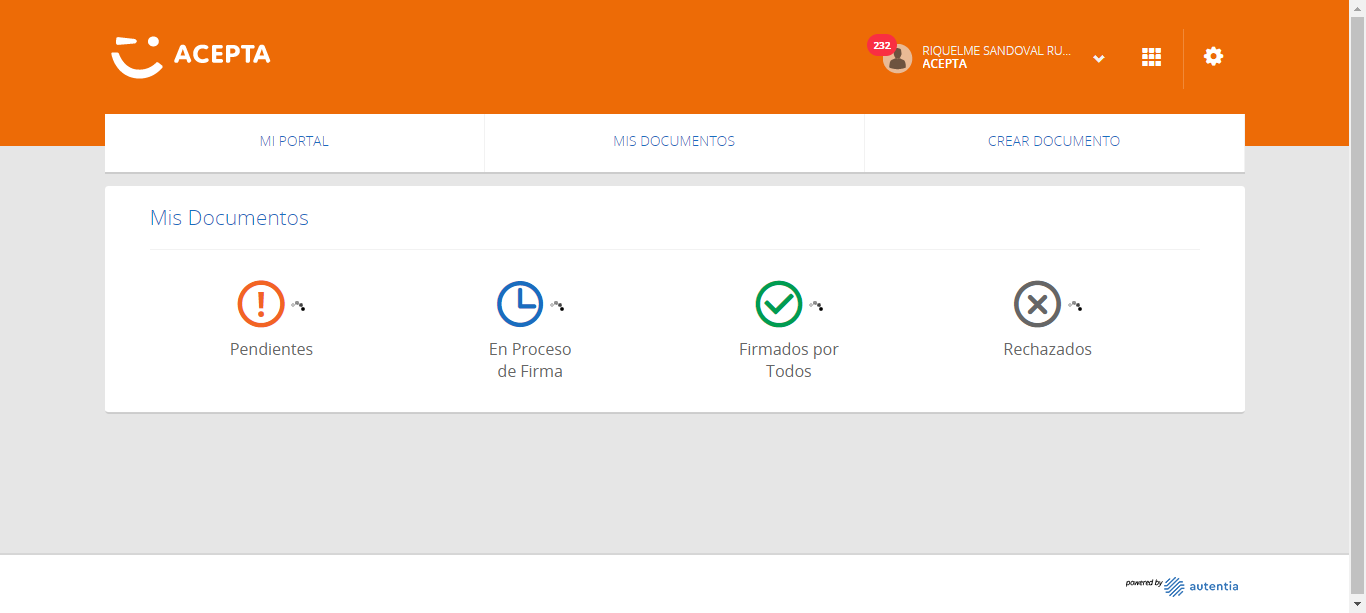 ACEPTA
232
RIQUELME SANDOVAL RU...
ACEPTA
MI PORTAL
MIS DOCUMENTOS
CREAR DOCUMENTO
Mis Documentos
Pendientes
En Proceso
de Firma
Firmados por
Todos
Rechazados
powered by autentia